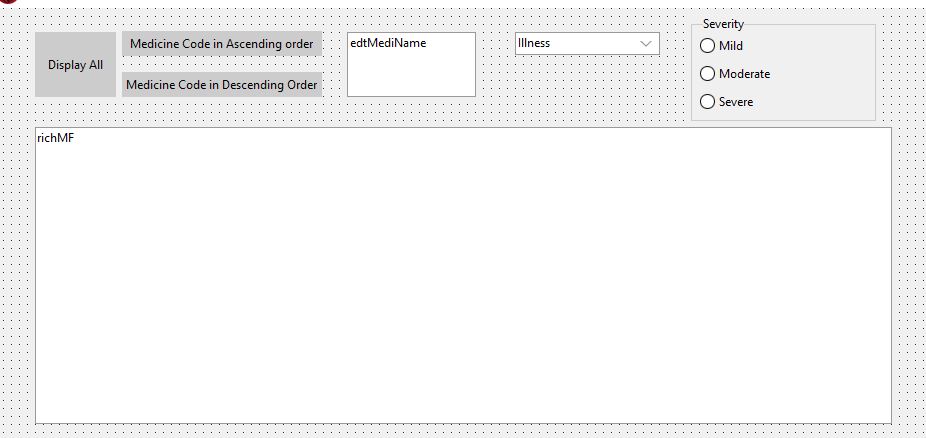 Display All
Medicine Code in Ascending order
Medicine Code in Descending Order
edtMediName
Illness
Severity
Mild
Moderate
Severe
richMF